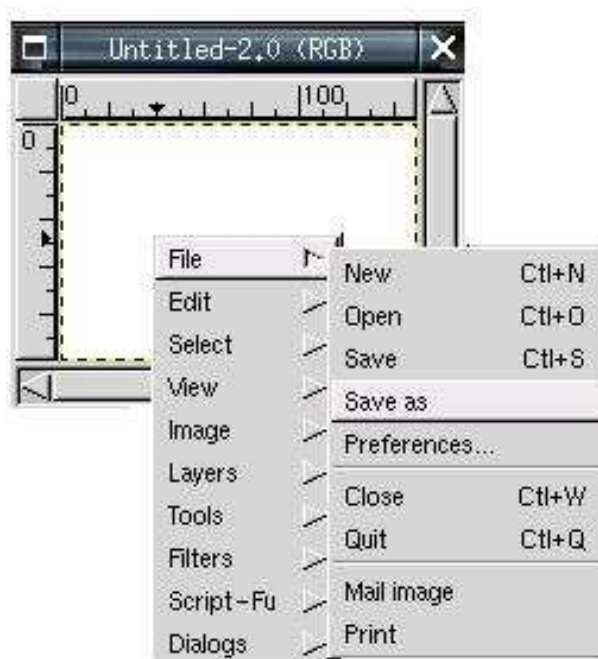 Untitled-2.0 (RGB)
0 100
0
File
Edit
Select
View
Image
Layers
Tools
Filters
Script-Fu
Dialogs
New Ctl+N
Open Ctl+O
Save Ctl+S
Save as
Preferences...
Close Ctl+W
Quit Ctl+Q
Mail image
Print